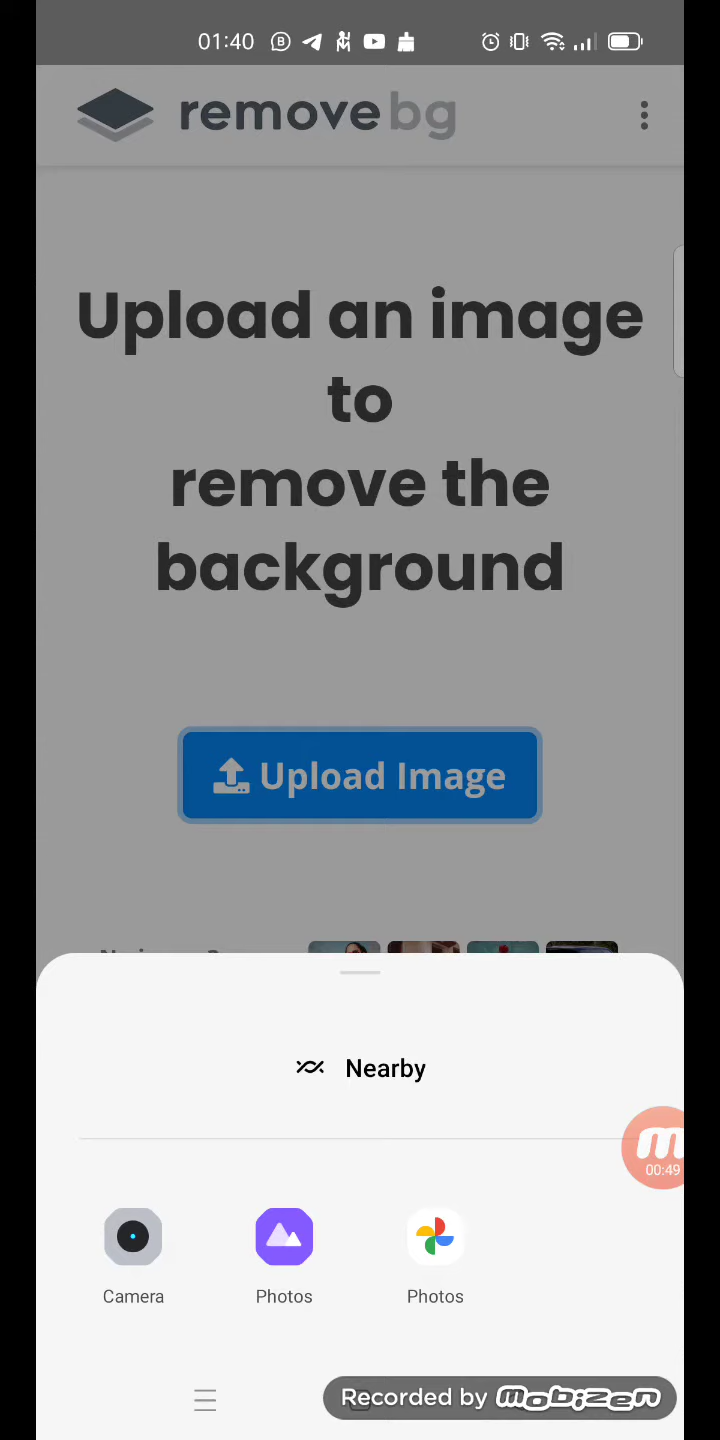 01:40
remove bg
Upload an image
to
remove the
background
Upload Image
Nearby
00:49
Camera
Photos
Photos
Recorded by mobizen